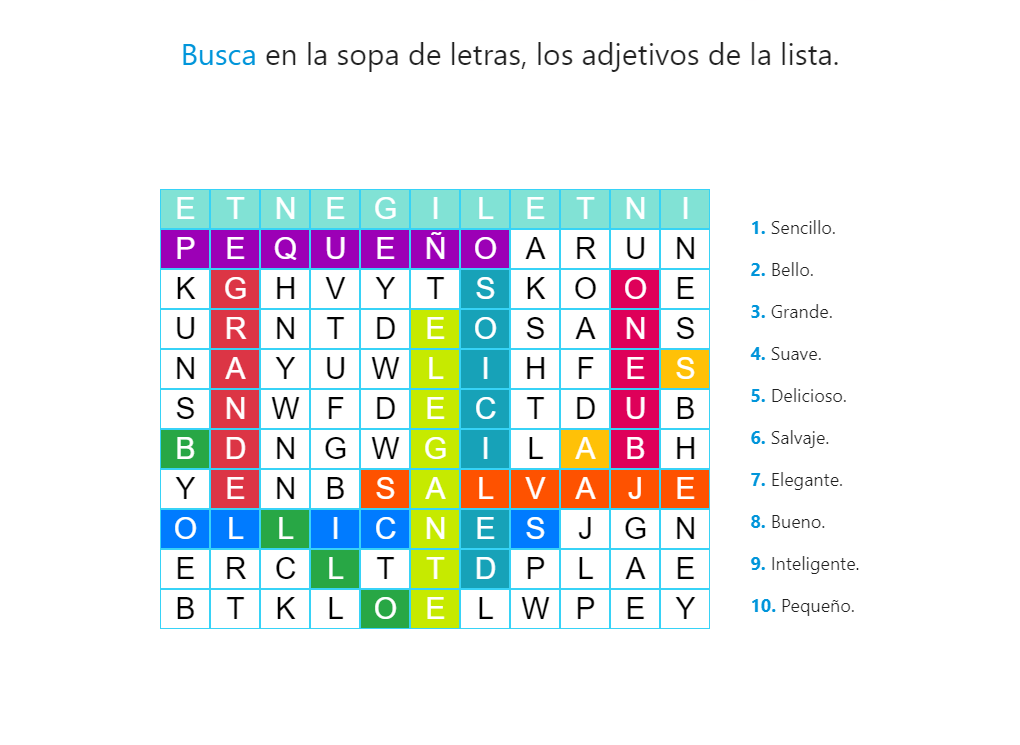 Busca en la sopa de letras, los adjetivos de la lista.
E T N E G I L E T N I
P E Q U E Ñ O A R U N
K G H V Y T S K O O E
U R N T D E O S A N S
N A Y U W L I H F E S
S N W F D E C T D U B
B D N G W G I L A B H
Y E N B S A L V A J E
O L L I C N E S J G N
E R C L T T D P L A E
B T K L O E L W P E Y
1. Sencillo.
2. Bello.
3. Grande.
4. Suave.
5. Delicioso.
6. Salvaje.
7. Elegante.
8. Bueno.
9. Inteligente.
10. Pequeño.